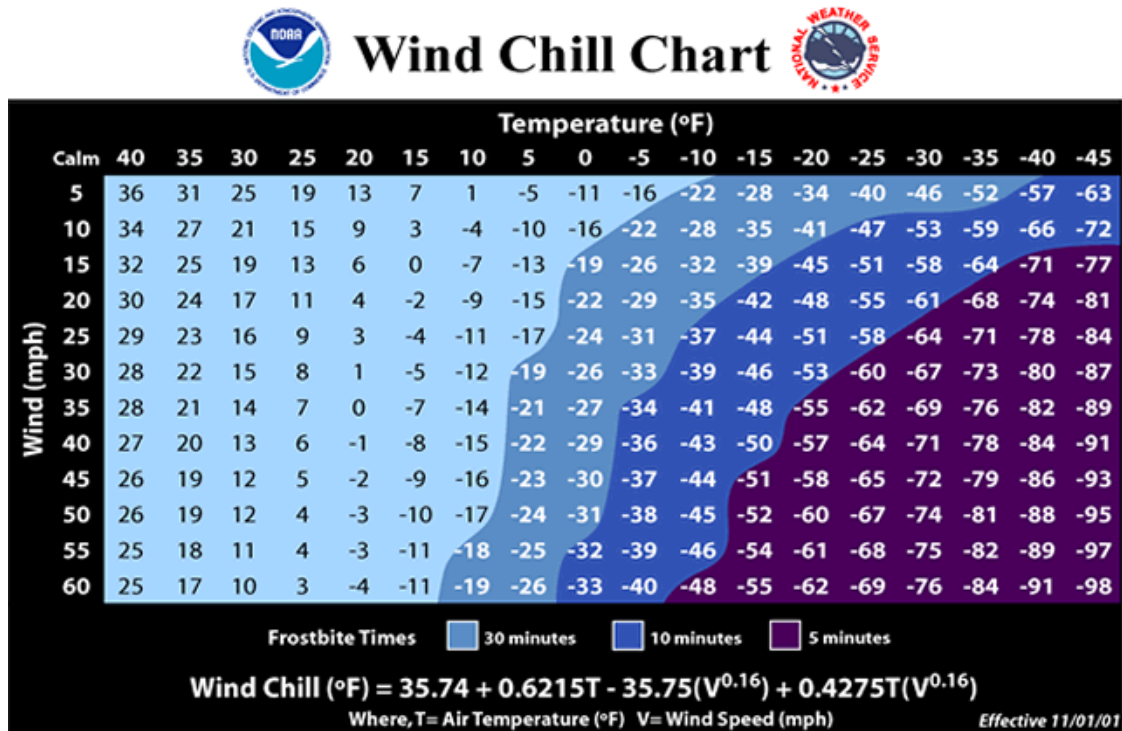 NOAA
NATIONAL OCEANIC AND ATMOSPHERIC ADMINISTRATION
U.S. DEPARTMENT OF COMMERCE
Wind Chill Chart
NATIONAL WEATHER SERVICE
Temperature (ºF)
Calm 40 35 30 25 20 15 10 5 0 -5 -10 -15 -20 -25 -30 -35 -40 -45
Wind (mph)
5 36 31 25 19 13 7 1 -5 -11 -16 -22 -28 -34 -40 -46 -52 -57 -63
10 34 27 21 15 9 3 -4 -10 -16 -22 -28 -35 -41 -47 -53 -59 -66 -72
15 32 25 19 13 6 0 -7 -13 -19 -26 -32 -39 -45 -51 -58 -64 -71 -77
20 30 24 17 11 4 -2 -9 -15 -22 -29 -35 -42 -48 -55 -61 -68 -74 -81
25 29 23 16 9 3 -4 -11 -17 -24 -31 -37 -44 -51 -58 -64 -71 -78 -84
30 28 22 15 8 1 -5 -12 -19 -26 -33 -39 -46 -53 -60 -67 -73 -80 -87
35 28 21 14 7 0 -7 -14 -21 -27 -34 -41 -48 -55 -62 -69 -76 -82 -89
40 27 20 13 6 -1 -8 -15 -22 -29 -36 -43 -50 -57 -64 -71 -78 -84 -91
45 26 19 12 5 -2 -9 -16 -23 -30 -37 -44 -51 -58 -65 -72 -79 -86 -93
50 26 19 12 4 -3 -10 -17 -24 -31 -38 -45 -52 -60 -67 -74 -81 -88 -95
55 25 18 11 4 -3 -11 -18 -25 -32 -39 -46 -54 -61 -68 -75 -82 -89 -97
60 25 17 10 3 -4 -11 -19 -26 -33 -40 -48 -55 -62 -69 -76 -84 -91 -98
Frostbite Times 30 minutes 10 minutes 5 minutes
Wind Chill (ºF) = 35.74 + 0.6215T - 35.75(V^0.16) + 0.4275T(V^0.16)
Where, T= Air Temperature (ºF) V= Wind Speed (mph)
Effective 11/01/01